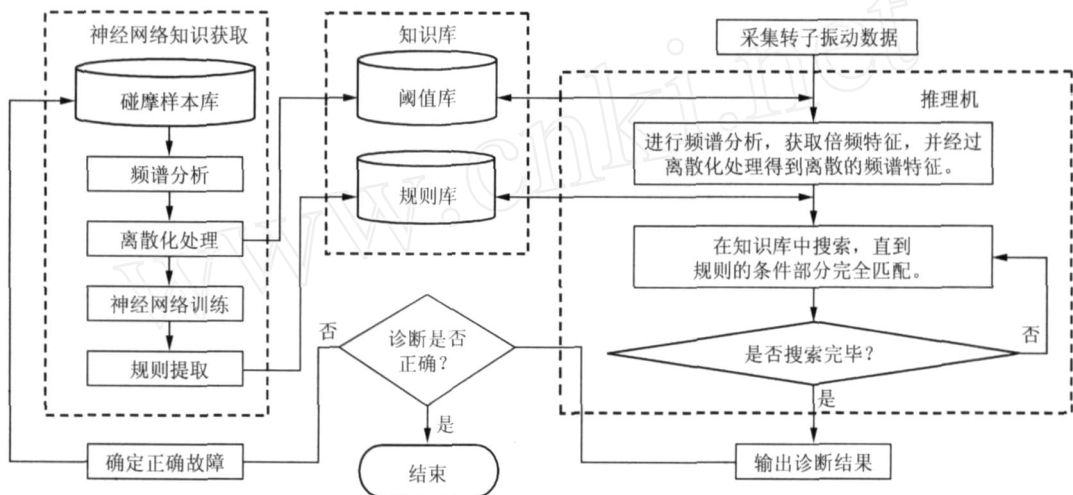 神经网络知识获取
碰摩样本库
频谱分析
离散化处理
神经网络训练
规则提取
确定正确故障
知识库
阈值库
规则库
否
诊断是否
正确?
是
结束
采集转子振动数据
推理机
进行频谱分析，获取倍频特征，并经过
离散化处理得到离散的频谱特征。
在知识库中搜索，直到
规则的条件部分完全匹配。
否
是否搜索完毕?
是
输出诊断结果
www.cnki.net